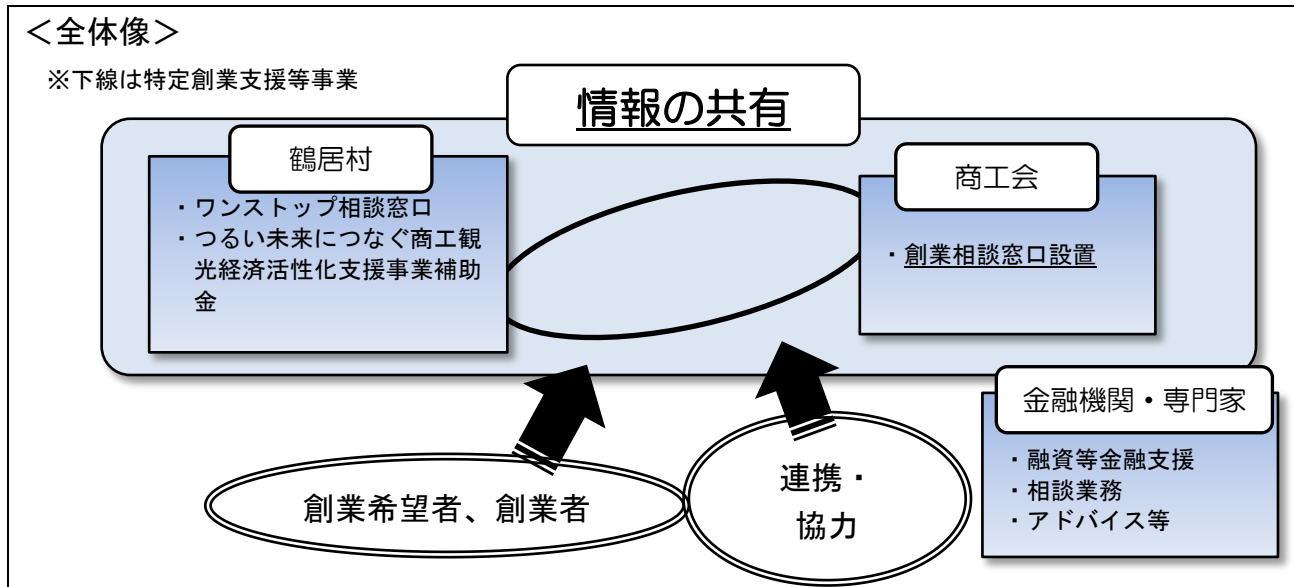 ＜全体像＞
※下線は特定創業支援等事業
情報の共有
鶴居村
・ワンストップ相談窓口
・つるい未来につなぐ商工観
光経済活性化支援事業補助
金
商工会
・創業相談窓口設置
金融機関・専門家
・融資等金融支援
・相談業務
・アドバイス等
創業希望者、創業者
連携・
協力